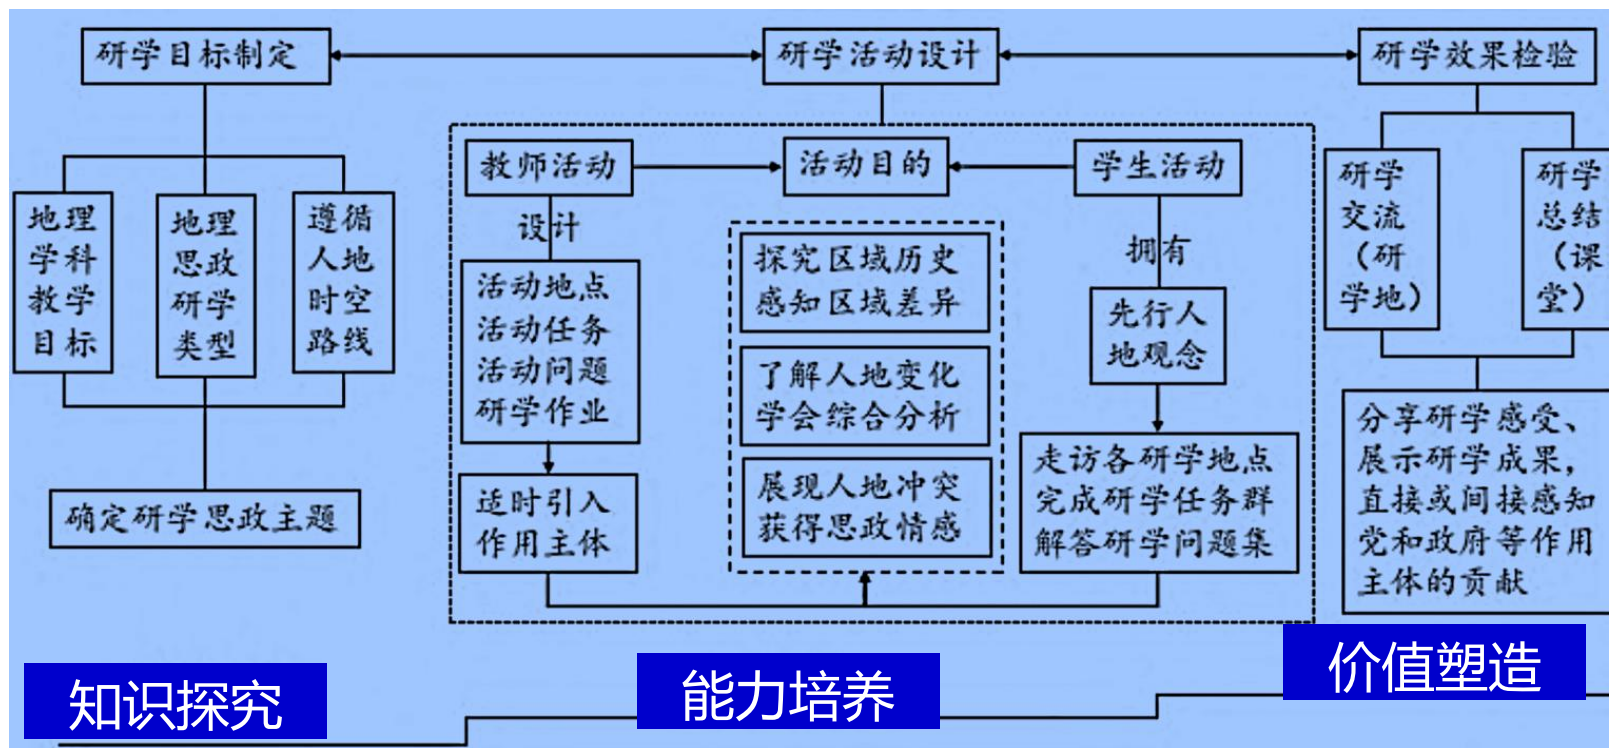 研学目标制定
研学活动设计
研学效果检验
地理
学科
教学
目标
地理
思政
研学
类型
遵循
人地
时空
路线
确定研学思政主题
教师活动
活动目的
学生活动
设计
活动地点
活动任务
活动问题
研学作业
适时引入
作用主体
探究区域历史
感知区域差异
了解人地变化
学会综合分析
展现人地冲突
获得思政情感
拥有
先行人
地观念
走访各研学地点
完成研学任务群
解答研学问题集
研学
交流
（研
学地）
研学
总结
（课
堂）
分享研学感受、
展示研学成果，
直接或间接感知
党和政府等作用
主体的贡献
知识探究
能力培养
价值塑造